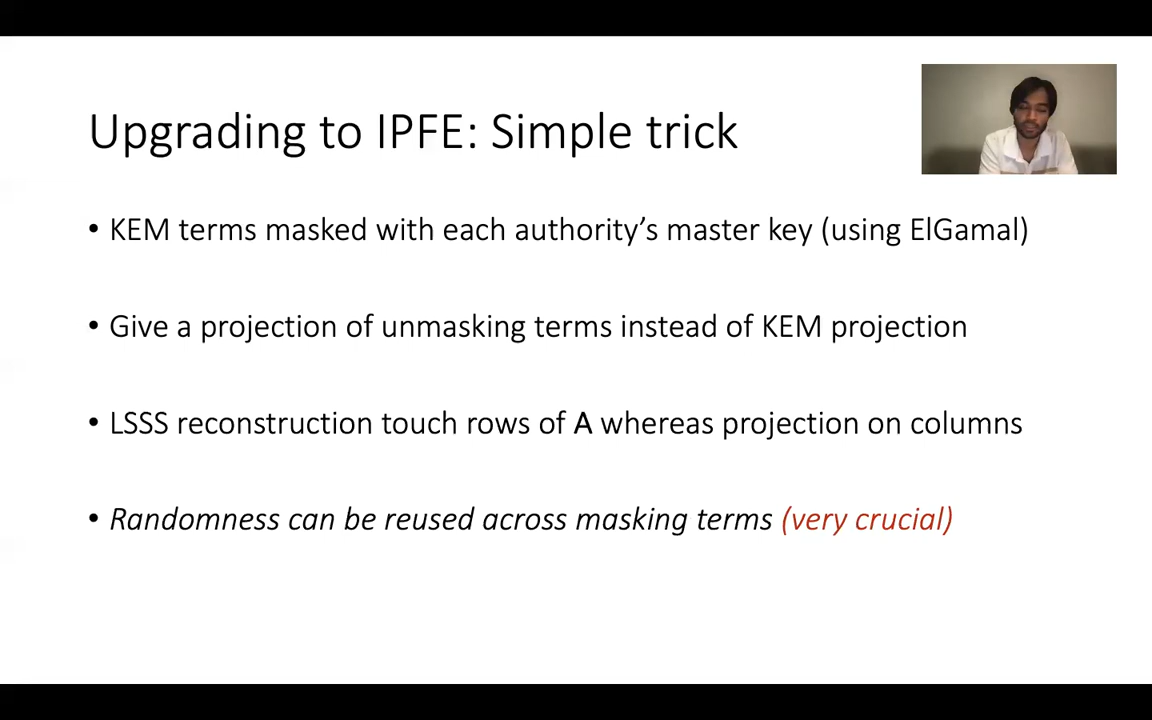 Upgrading to IPFE: Simple trick
• KEM terms masked with each authority’s master key (using ElGamal)
• Give a projection of unmasking terms instead of KEM projection
• LSSS reconstruction touch rows of A whereas projection on columns
• Randomness can be reused across masking terms (very crucial)